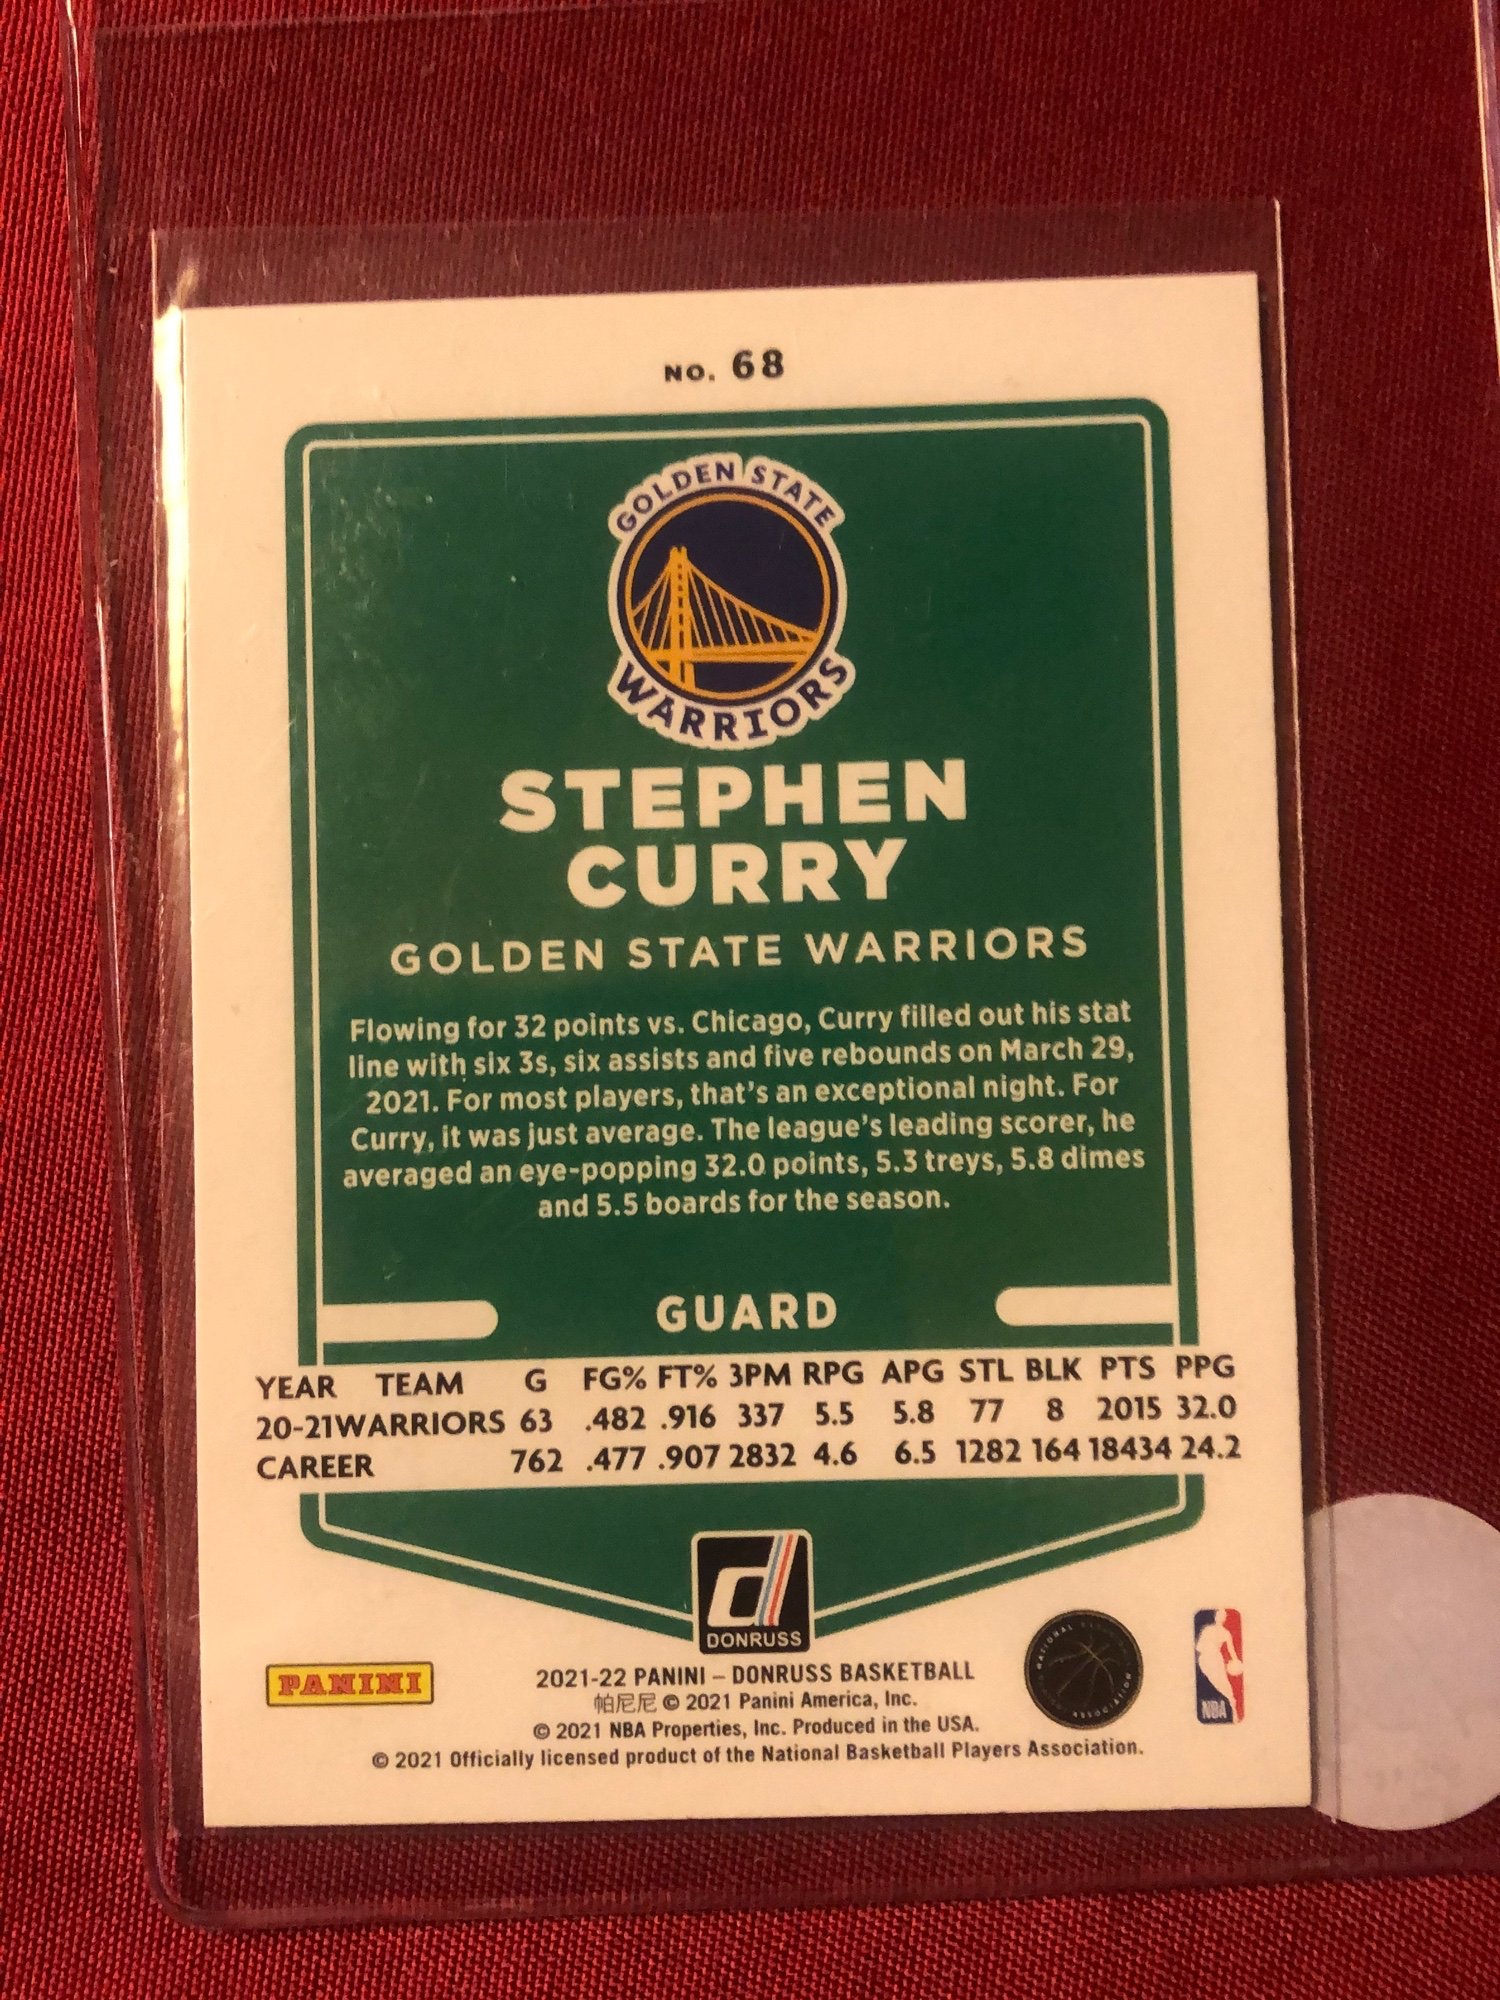 NO. 68
GOLDEN STATE
WARRIORS
STEPHEN
CURRY
GOLDEN STATE WARRIORS
Flowing for 32 points vs. Chicago, Curry filled out his stat
line with six 3s, six assists and five rebounds on March 29,
2021. For most players, that's an exceptional night. For
Curry, it was just average. The league's leading scorer, he
averaged an eye-popping 32.0 points, 5.3 treys, 5.8 dimes
and 5.5 boards for the season.
GUARD
YEAR TEAM G FG% FT% 3PM RPG APG STL BLK PTS PPG
20-21 WARRIORS 63 .482 .916 337 5.5 5.8 77 8 2015 32.0
CAREER 762 .477 .907 2832 4.6 6.5 1282 164 18434 24.2
d
DONRUSS
PANINI
2021-22 PANINI – DONRUSS BASKETBALL
帕尼尼 © 2021 Panini America, Inc.
© 2021 NBA Properties, Inc. Produced in the USA.
© 2021 Officially licensed product of the National Basketball Players Association.
NATIONAL
ASSOCIATION
NBA